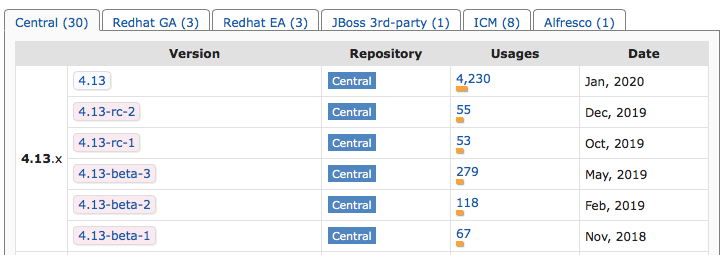 Central (30) Redhat GA (3) Redhat EA (3) JBoss 3rd-party (1) ICM (8) Alfresco (1)
Version Repository Usages Date
4.13 Central 4,230 Jan, 2020
4.13-rc-2 Central 55 Dec, 2019
4.13-rc-1 Central 53 Oct, 2019
4.13.x
4.13-beta-3 Central 279 May, 2019
4.13-beta-2 Central 118 Feb, 2019
4.13-beta-1 Central 67 Nov, 2018